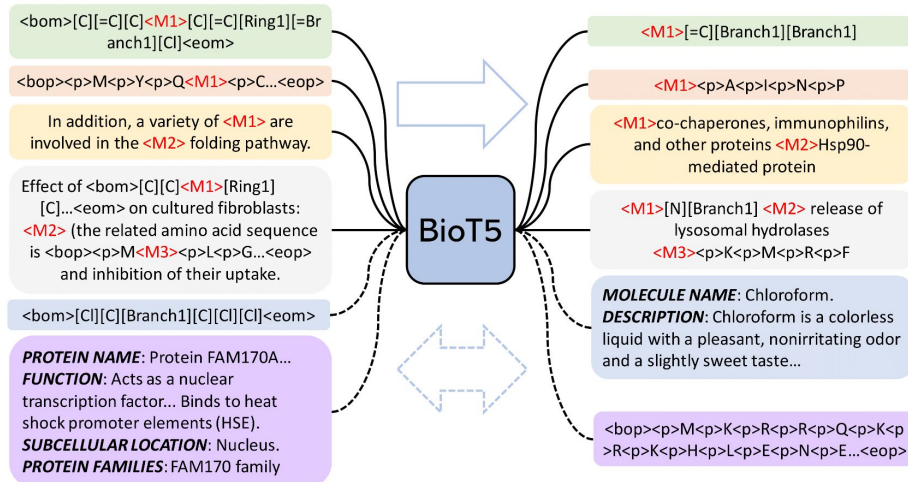 <bom>[C][=C][C]<M1>[C][=C][Ring1][=Br
anch1][Cl]<eom>
<bop><p>M<p>Y<p>Q<M1><p>C...<eop>
In addition, a variety of <M1> are
involved in the <M2> folding pathway.
Effect of <bom>[C][C]<M1>[Ring1]
[C]...<eom> on cultured fibroblasts:
<M2> (the related amino acid sequence
is <bop><p>M<M3><p>L<p>G...<eop>)
and inhibition of their uptake.
<bom>[Cl][C][Branch1][C][Cl][Cl]<eom>
PROTEIN NAME: Protein FAM170A...
FUNCTION: Acts as a nuclear
transcription factor... Binds to heat
shock promoter elements (HSE).
SUBCELLULAR LOCATION: Nucleus.
PROTEIN FAMILIES: FAM170 family
BioT5
<M1>[=C][Branch1][Branch1]
<M1><p>A<p>I<p>N<p>P
<M1>co-chaperones, immunophilins,
and other proteins <M2>Hsp90-
mediated protein
<M1>[N][Branch1] <M2> release of
lysosomal hydrolases
<M3><p>K<p>M<p>R<p>F
MOLECULE NAME: Chloroform.
DESCRIPTION: Chloroform is a colorless
liquid with a pleasant, nonirritating odor
and a slightly sweet taste...
<bop><p>M<p>K<p>R<p>R<p>Q<p>K<p
>R<p>K<p>H<p>L<p>E<p>N<p>E...<eop>